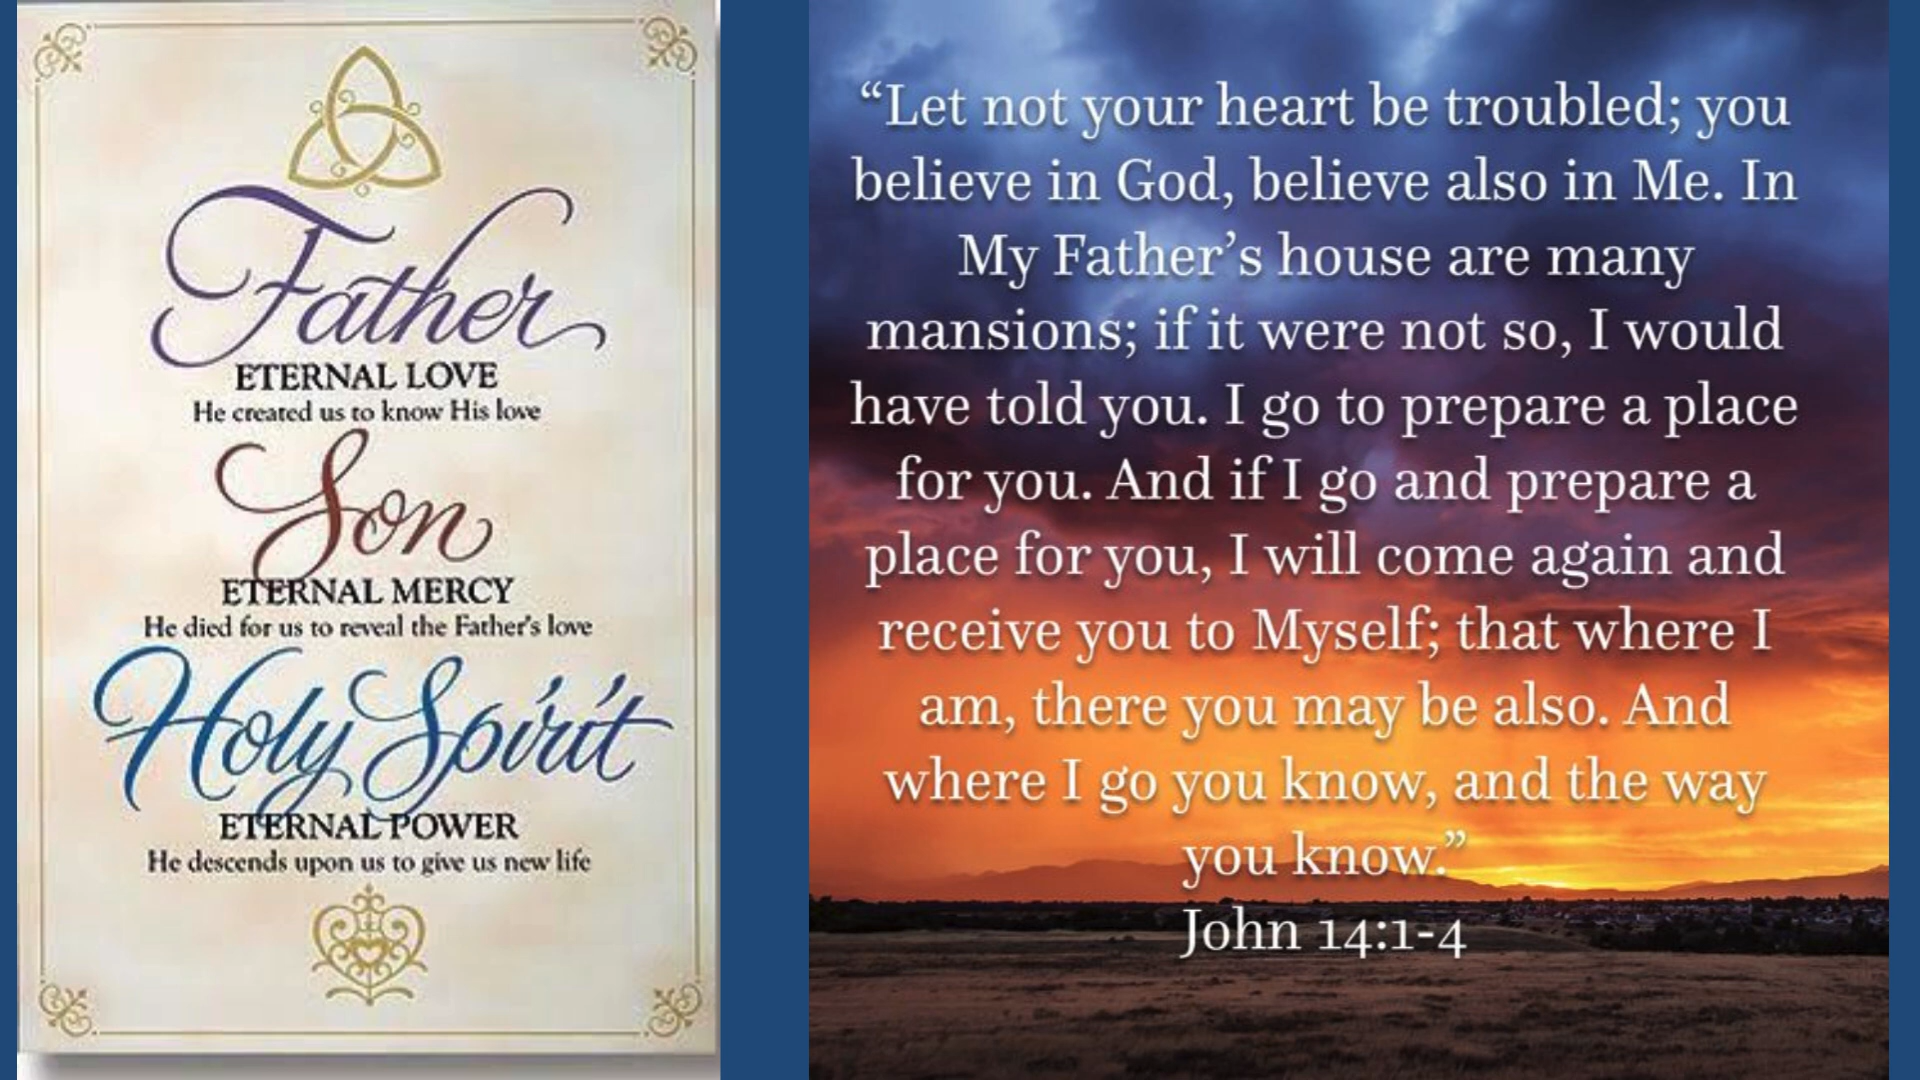 Father
ETERNAL LOVE
He created us to know His love
Son
ETERNAL MERCY
He died for us to reveal the Father's love
Holy Spirit
ETERNAL POWER
He descends upon us to give us new life
“Let not your heart be troubled; you
believe in God, believe also in Me. In
My Father’s house are many
mansions; if it were not so, I would
have told you. I go to prepare a place
for you. And if I go and prepare a
place for you, I will come again and
receive you to Myself; that where I
am, there you may be also. And
where I go you know, and the way
you know.”
John 14:1-4